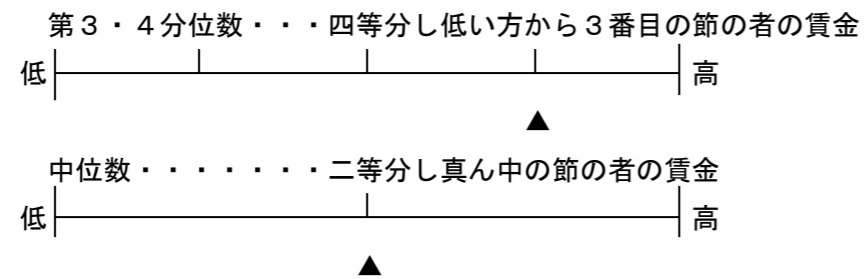 第３・４分位数・・・四等分し低い方から３番目の節の者の賃金
低 高
▲
中位数・・・・・・・二等分し真ん中の節の者の賃金
低 高
▲